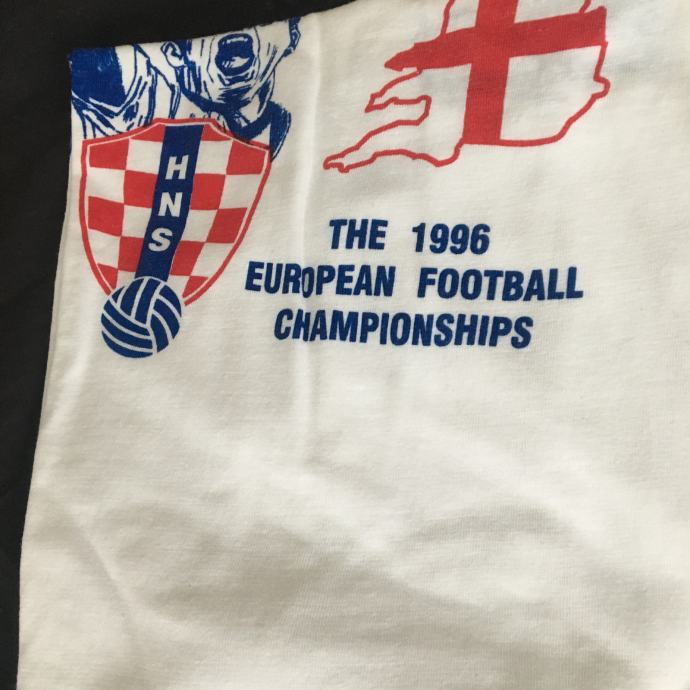 HNS
THE 1996
EUROPEAN FOOTBALL
CHAMPIONSHIPS